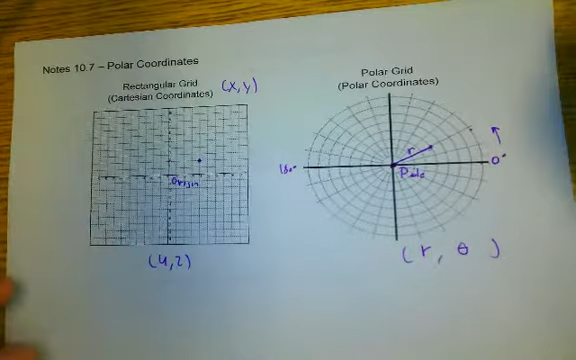 Notes 10.7 – Polar Coordinates
Rectangular Grid
(Cartesian Coordinates) (x,y)
Origin
(4,2)
Polar Grid
(Polar Coordinates)
r
180° 0°
Pole
(r, θ)